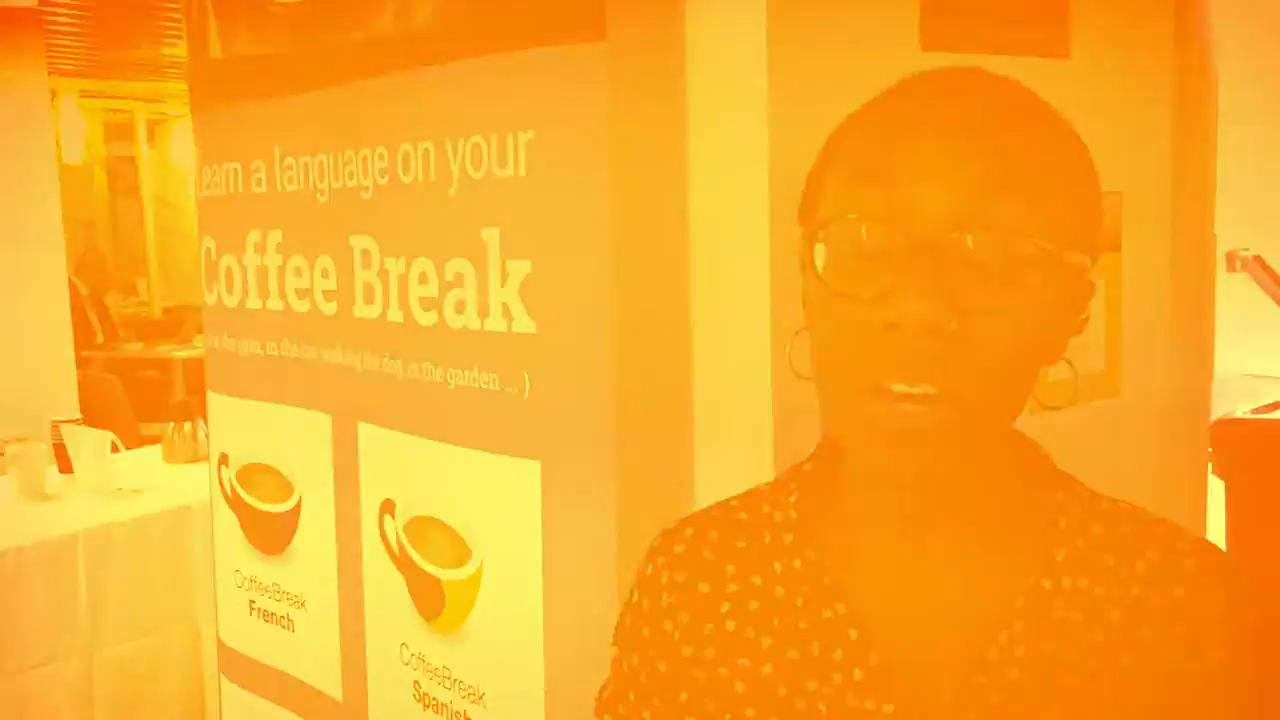 Learn a language on your
Coffee Break
the gym, in the car, walking the dog, in the garden ... )
CoffeeBreak
French
CoffeeBreak
Spanish